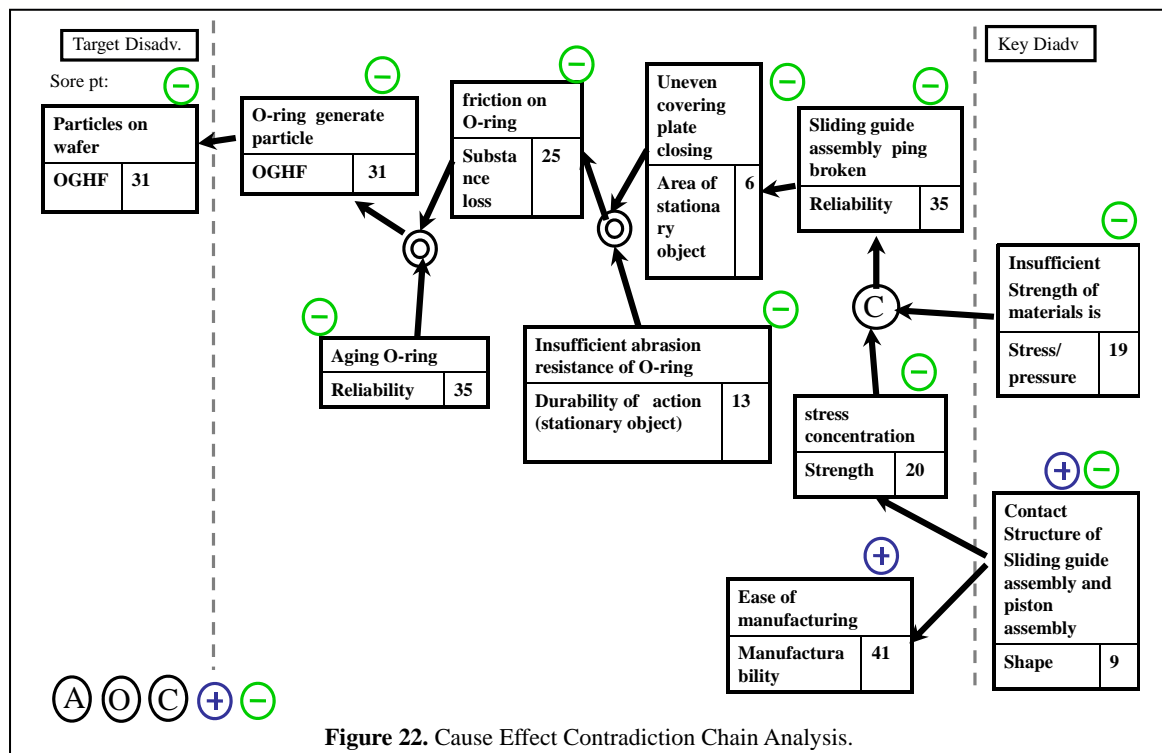 Target Disadv.
Key Diadv
Sore pt:
Particles on
wafer
OGHF 31
O-ring generate
particle
OGHF 31
friction on
O-ring
Substa
nce
loss
25
Uneven
covering
plate
closing
Area of
stationa
ry
object
6
Sliding guide
assembly ping
broken
Reliability 35
Insufficient
Strength of
materials is
Stress/
pressure
19
C
O
O
Aging O-ring
Reliability 35
Insufficient abrasion
resistance of O-ring
Durability of action
(stationary object)
13
stress
concentration
Strength 20
Contact
Structure of
Sliding guide
assembly and
piston
assembly
Shape 9
Ease of
manufacturing
Manufactura
bility
41
A O C + −
Figure 22. Cause Effect Contradiction Chain Analysis.